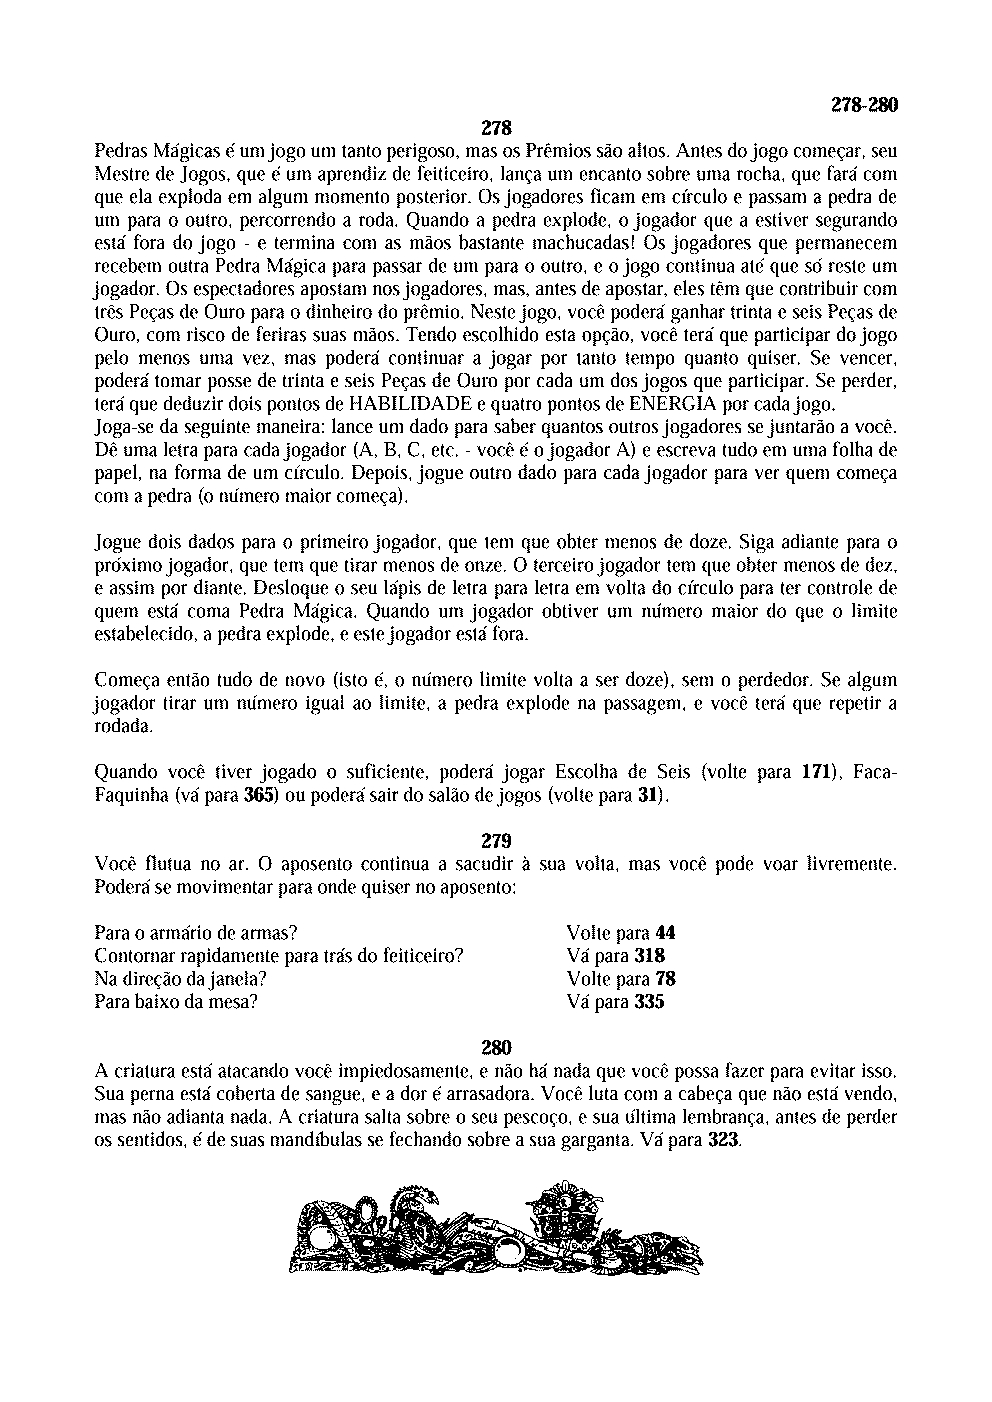 278-280
278
Pedras Mágicas é um jogo um tanto perigoso, mas os Prêmios são altos. Antes do jogo começar, seu
Mestre de Jogos, que é um aprendiz de feiticeiro, lança um encanto sobre uma rocha, que fará com
que ela exploda em algum momento posterior. Os jogadores ficam em círculo e passam a pedra de
um para o outro, percorrendo a roda. Quando a pedra explode, o jogador que a estiver segurando
está fora do jogo - e termina com as mãos bastante machucadas! Os jogadores que permanecem
recebem outra Pedra Mágica para passar de um para o outro, e o jogo continua até que só reste um
jogador. Os espectadores apostam nos jogadores, mas, antes de apostar, eles têm que contribuir com
três Peças de Ouro para o dinheiro do prêmio. Neste jogo, você poderá ganhar trinta e seis Peças de
Ouro, com risco de feriras suas mãos. Tendo escolhido esta opção, você terá que participar do jogo
pelo menos uma vez, mas poderá continuar a jogar por tanto tempo quanto quiser. Se vencer,
poderá tomar posse de trinta e seis Peças de Ouro por cada um dos jogos que participar. Se perder,
terá que deduzir dois pontos de HABILIDADE e quatro pontos de ENERGIA por cada jogo.
Joga-se da seguinte maneira: lance um dado para saber quantos outros jogadores se juntarão a você.
Dê uma letra para cada jogador (A, B, C, etc. - você é o jogador A) e escreva tudo em uma folha de
papel, na forma de um círculo. Depois, jogue outro dado para cada jogador para ver quem começa
com a pedra (o número maior começa).
Jogue dois dados para o primeiro jogador, que tem que obter menos de doze. Siga adiante para o
próximo jogador, que tem que tirar menos de onze. O terceiro jogador tem que obter menos de dez,
e assim por diante. Desloque o seu lápis de letra para letra em volta do círculo para ter controle de
quem está coma Pedra Mágica. Quando um jogador obtiver um número maior do que o limite
estabelecido, a pedra explode, e este jogador está fora.
Começa então tudo de novo (isto é, o número limite volta a ser doze), sem o perdedor. Se algum
jogador tirar um número igual ao limite, a pedra explode na passagem, e você terá que repetir a
rodada.
Quando você tiver jogado o suficiente, poderá jogar Escolha de Seis (volte para 171), Faca-
Faquinha (vá para 365) ou poderá sair do salão de jogos (volte para 31).
279
Você flutua no ar. O aposento continua a sacudir à sua volta, mas você pode voar livremente.
Poderá se movimentar para onde quiser no aposento:
Para o armário de armas? Volte para 44
Contornar rapidamente para trás do feiticeiro? Vá para 318
Na direção da janela? Volte para 78
Para baixo da mesa? Vá para 335
280
A criatura está atacando você impiedosamente, e não há nada que você possa fazer para evitar isso.
Sua perna está coberta de sangue, e a dor é arrasadora. Você luta com a cabeça que não está vendo,
mas não adianta nada. A criatura salta sobre o seu pescoço, e sua última lembrança, antes de perder
os sentidos, é de suas mandíbulas se fechando sobre a sua garganta. Vá para 323.